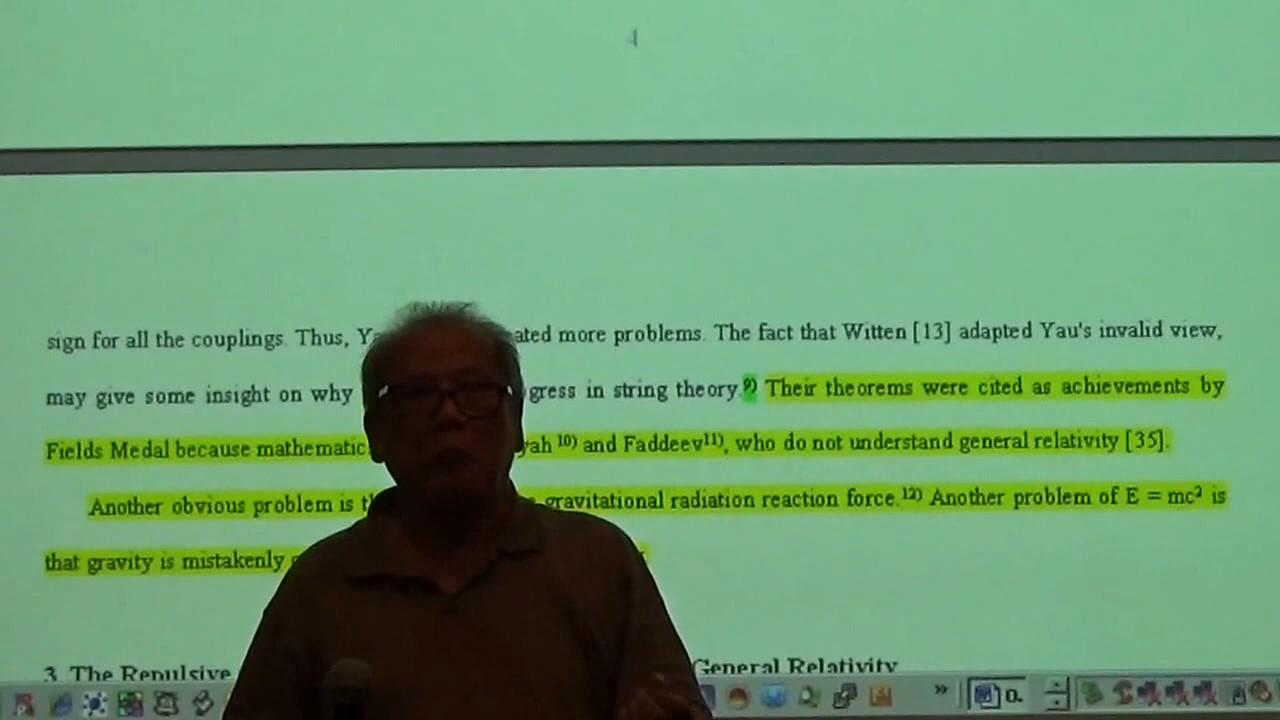 4
sign for all the couplings. Thus, ated more problems. The fact that Witten [13] adapted Yau's invalid view,
may give some insight on why gress in string theory.9) Their theorems were cited as achievements by
Fields Medal because mathematic yah 10) and Faddeev11), who do not understand general relativity [35].
Another obvious problem is gravitational radiation reaction force.12) Another problem of E = mc² is
that gravity is mistakenly
3 The Repulsive General Relativity